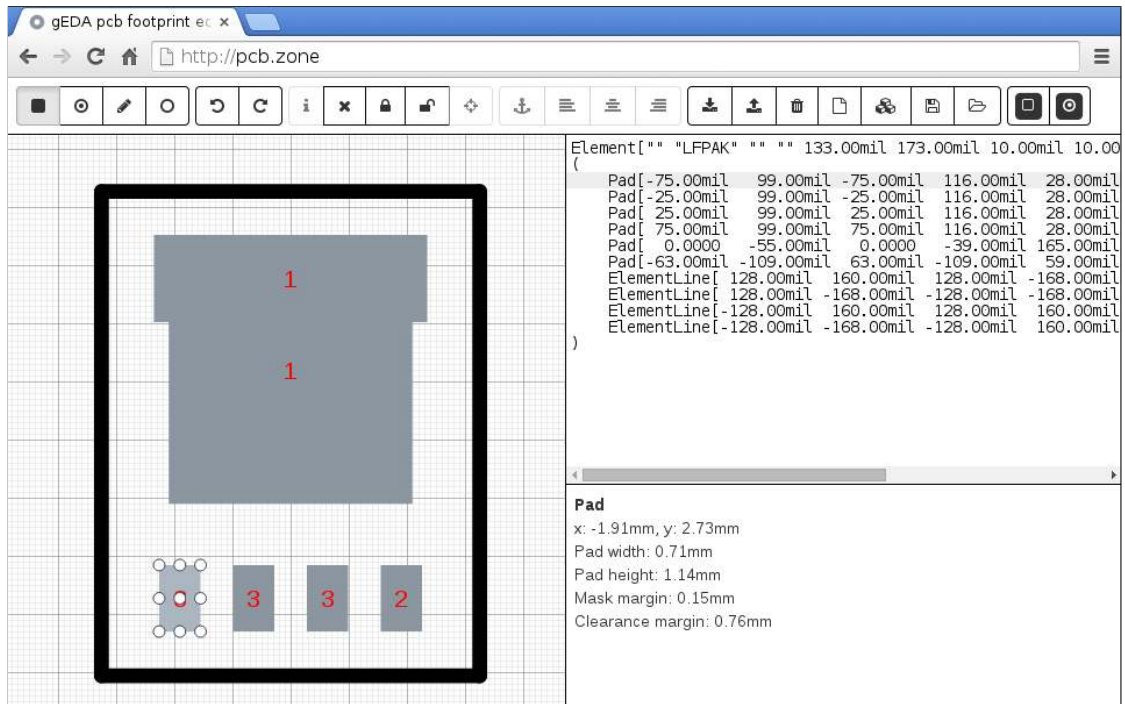 gEDA pcb footprint ec
http://pcb.zone
Element["" "LFPAK" "" "" 133.00mil 173.00mil 10.00mil 10.00
(
Pad[-75.00mil 99.00mil -75.00mil 116.00mil 28.00mil
Pad[-25.00mil 99.00mil -25.00mil 116.00mil 28.00mil
Pad[ 25.00mil 99.00mil 25.00mil 116.00mil 28.00mil
Pad[ 75.00mil 99.00mil 75.00mil 116.00mil 28.00mil
Pad[ 0.0000 -55.00mil 0.0000 -39.00mil 165.00mil
Pad[-63.00mil -109.00mil 63.00mil -109.00mil 59.00mil
ElementLine[ 128.00mil 160.00mil 128.00mil -168.00mil
ElementLine[ 128.00mil -168.00mil -128.00mil -168.00mil
ElementLine[-128.00mil 160.00mil 128.00mil 160.00mil
ElementLine[-128.00mil -168.00mil -128.00mil 160.00mil
)
1
1
3 3 2
Pad
x: -1.91mm, y: 2.73mm
Pad width: 0.71mm
Pad height: 1.14mm
Mask margin: 0.15mm
Clearance margin: 0.76mm